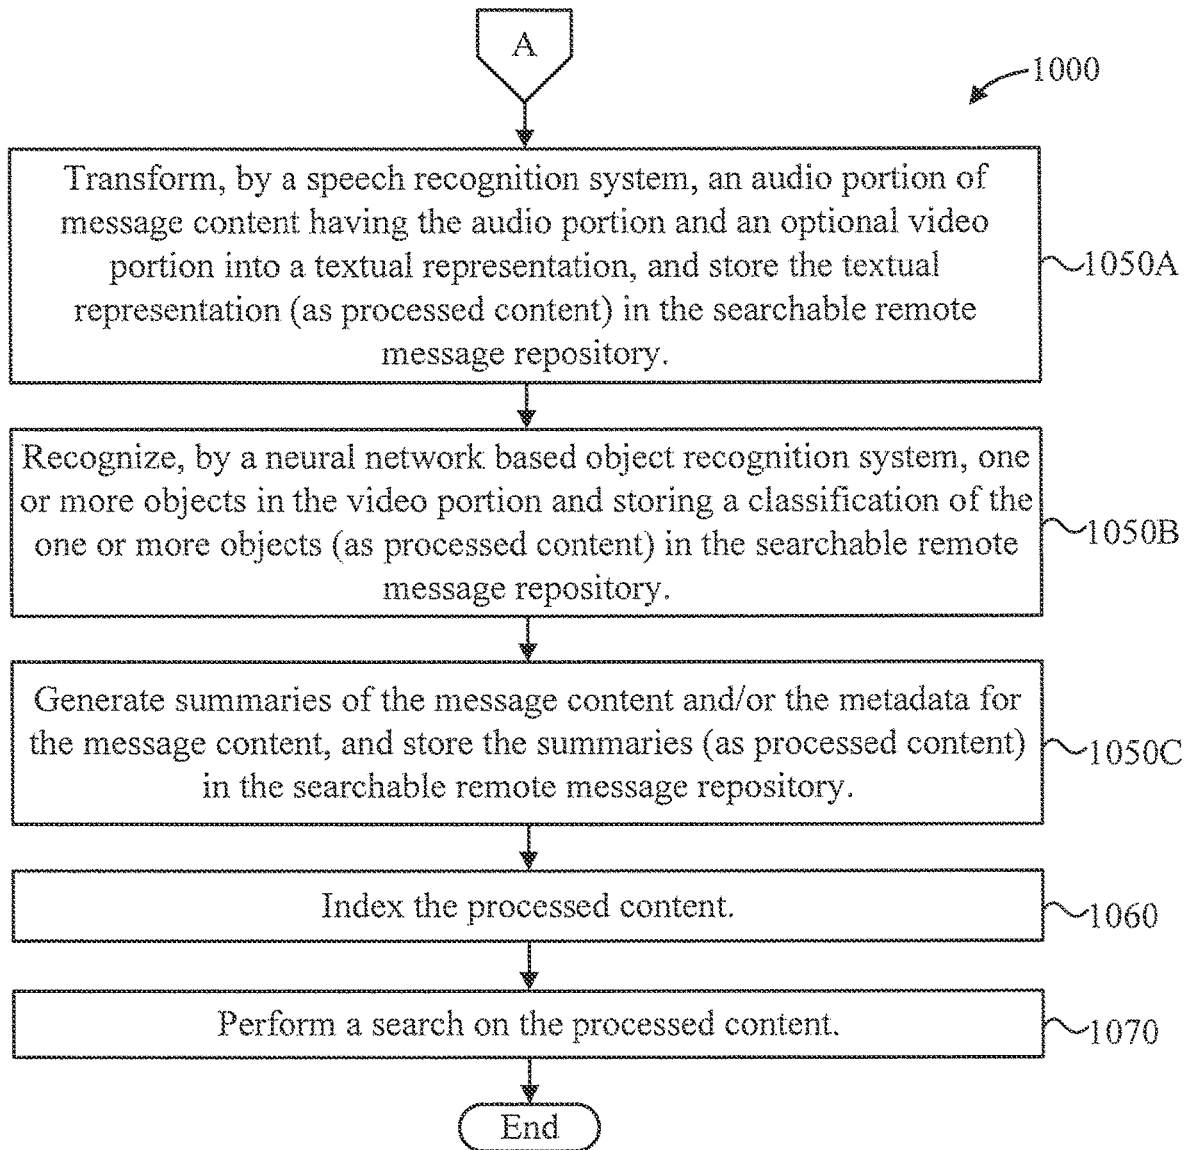 A
1000
Transform, by a speech recognition system, an audio portion of
message content having the audio portion and an optional video
portion into a textual representation, and store the textual
representation (as processed content) in the searchable remote
message repository.
1050A
Recognize, by a neural network based object recognition system, one
or more objects in the video portion and storing a classification of the
one or more objects (as processed content) in the searchable remote
message repository.
1050B
Generate summaries of the message content and/or the metadata for
the message content, and store the summaries (as processed content)
in the searchable remote message repository.
1050C
Index the processed content.
1060
Perform a search on the processed content.
1070
End